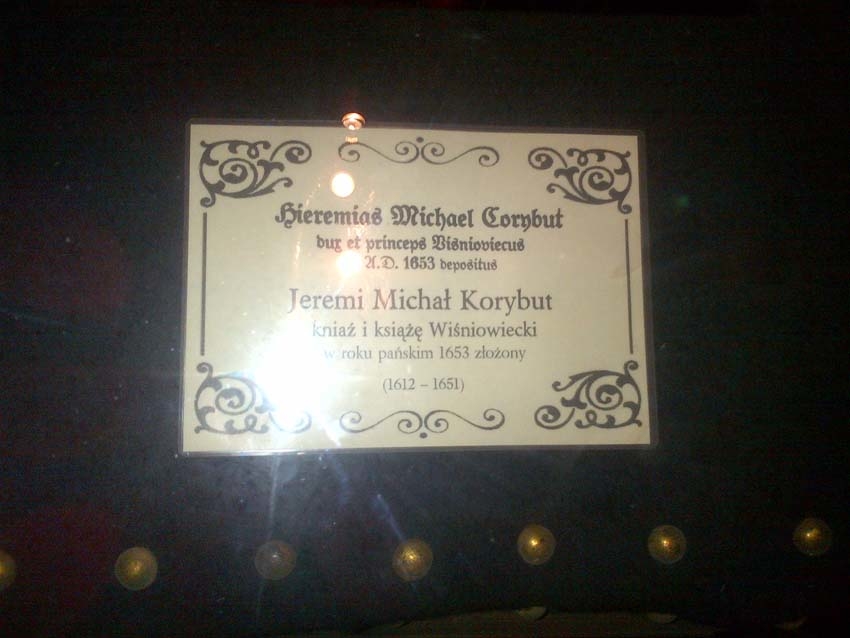 Hieremias Michael Corybut
dux et princeps Visnioviecus
A.D. 1653 depositus
Jeremi Michał Korybut
kniaź i książę Wiśniowiecki
w roku pańskim 1653 złożony
(1612 – 1651)